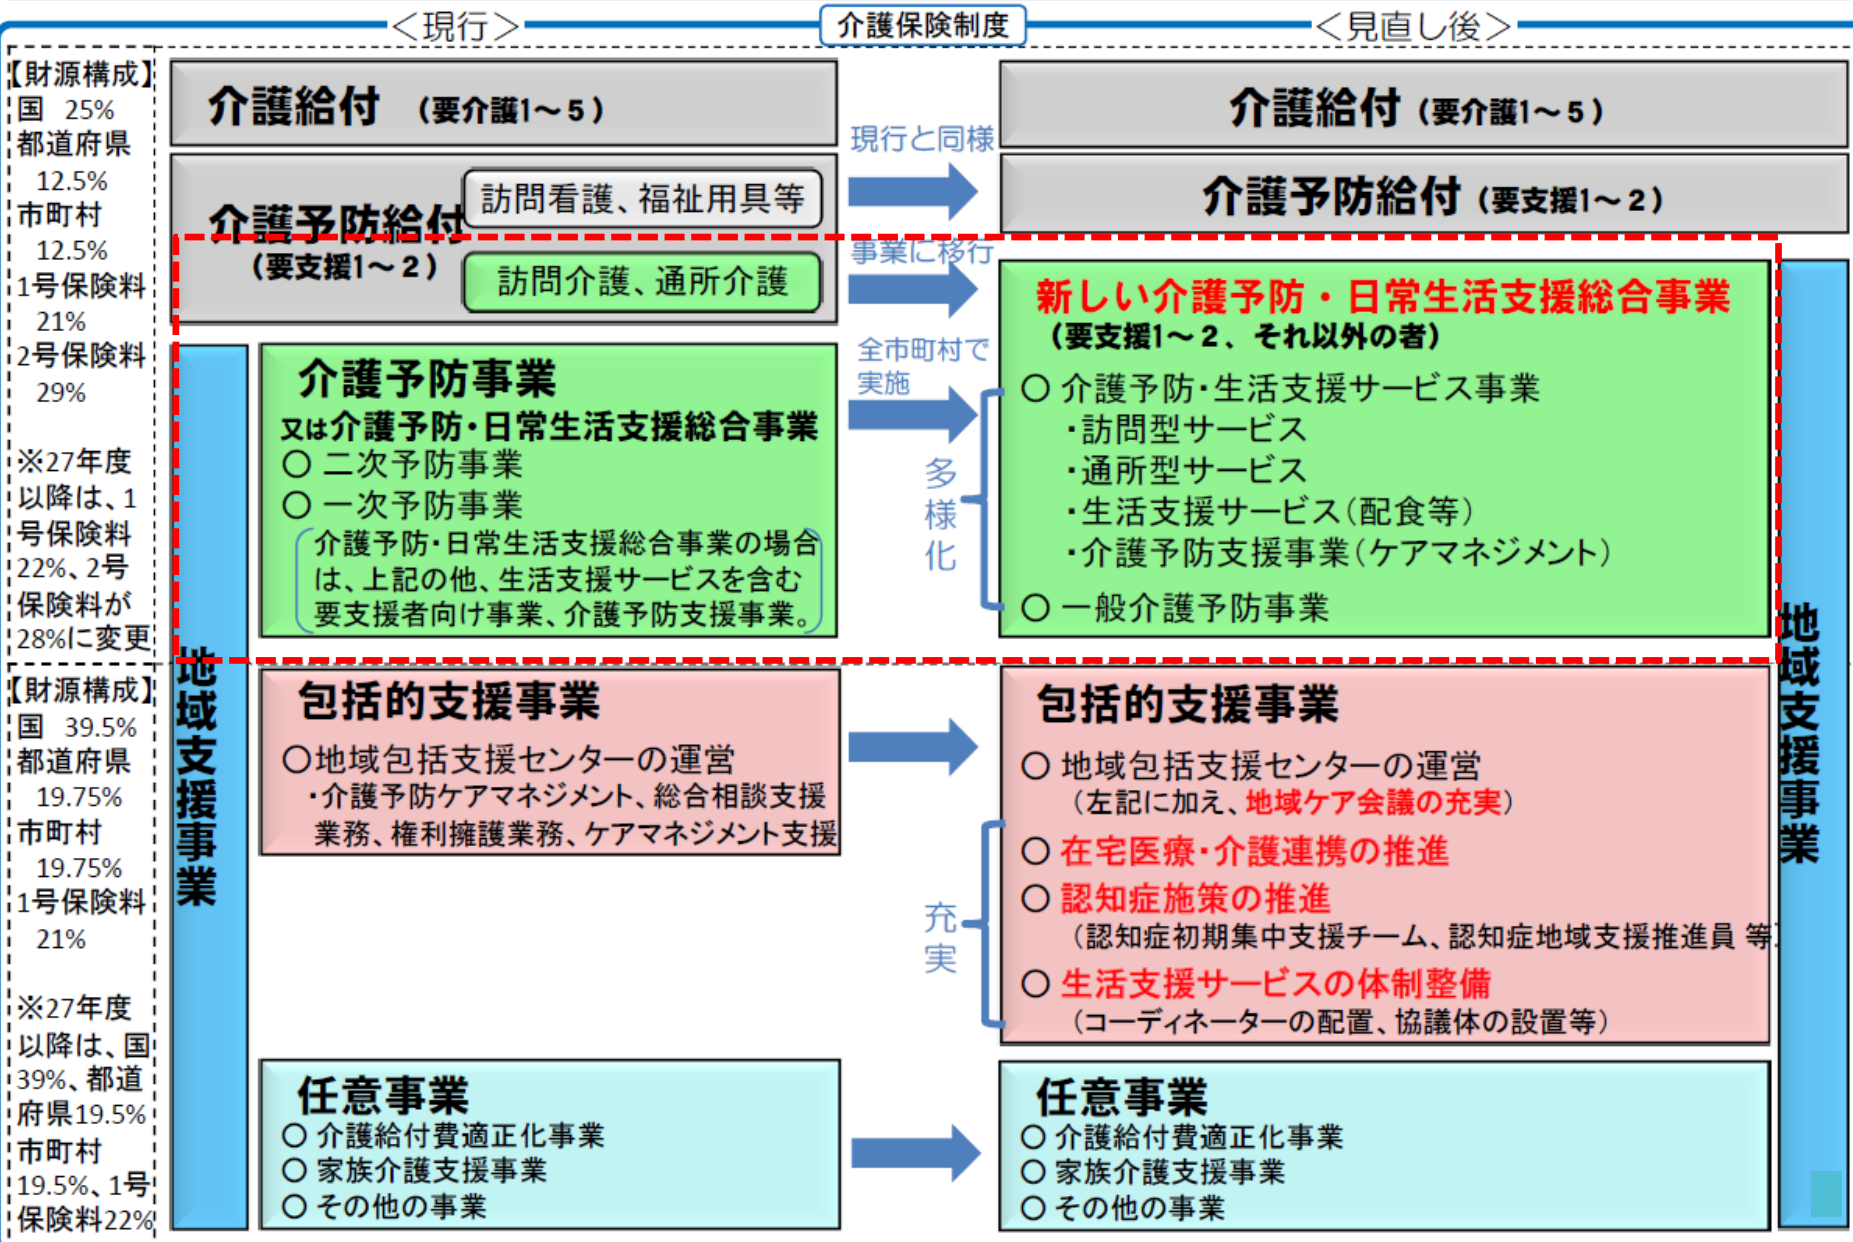 ＜現行＞
介護保険制度
＜見直し後＞
【財源構成】
国 25%
都道府県
12.5%
市町村
12.5%
1号保険料
21%
2号保険料
29%
※27年度
以降は、1
号保険料
22%、2号
保険料が
28%に変更
【財源構成】
国 39.5%
都道府県
19.75%
市町村
19.75%
1号保険料
21%
※27年度
以降は、国
39%、都道
府県19.5%
市町村
19.5%、1号
保険料22%
介護給付 （要介護1～5）
介護予防給付
（要支援1～2）
訪問看護、福祉用具等
訪問介護、通所介護
地域支援事業
介護予防事業
又は介護予防・日常生活支援総合事業
○ 二次予防事業
○ 一次予防事業
介護予防・日常生活支援総合事業の場合
は、上記の他、生活支援サービスを含む
要支援者向け事業、介護予防支援事業。
包括的支援事業
○地域包括支援センターの運営
・介護予防ケアマネジメント、総合相談支援
業務、権利擁護業務、ケアマネジメント支援
任意事業
○ 介護給付費適正化事業
○ 家族介護支援事業
○ その他の事業
現行と同様
事業に移行
全市町村で
実施
多様化
充実
介護給付 （要介護1～5）
介護予防給付 （要支援1～2）
新しい介護予防・日常生活支援総合事業
（要支援1～2、それ以外の者）
○ 介護予防・生活支援サービス事業
・訪問型サービス
・通所型サービス
・生活支援サービス（配食等）
・介護予防支援事業（ケアマネジメント）
○ 一般介護予防事業
包括的支援事業
○ 地域包括支援センターの運営
（左記に加え、地域ケア会議の充実）
○ 在宅医療・介護連携の推進
○ 認知症施策の推進
（認知症初期集中支援チーム、認知症地域支援推進員 等）
○ 生活支援サービスの体制整備
（コーディネーターの配置、協議体の設置等）
任意事業
○ 介護給付費適正化事業
○ 家族介護支援事業
○ その他の事業
地域支援事業